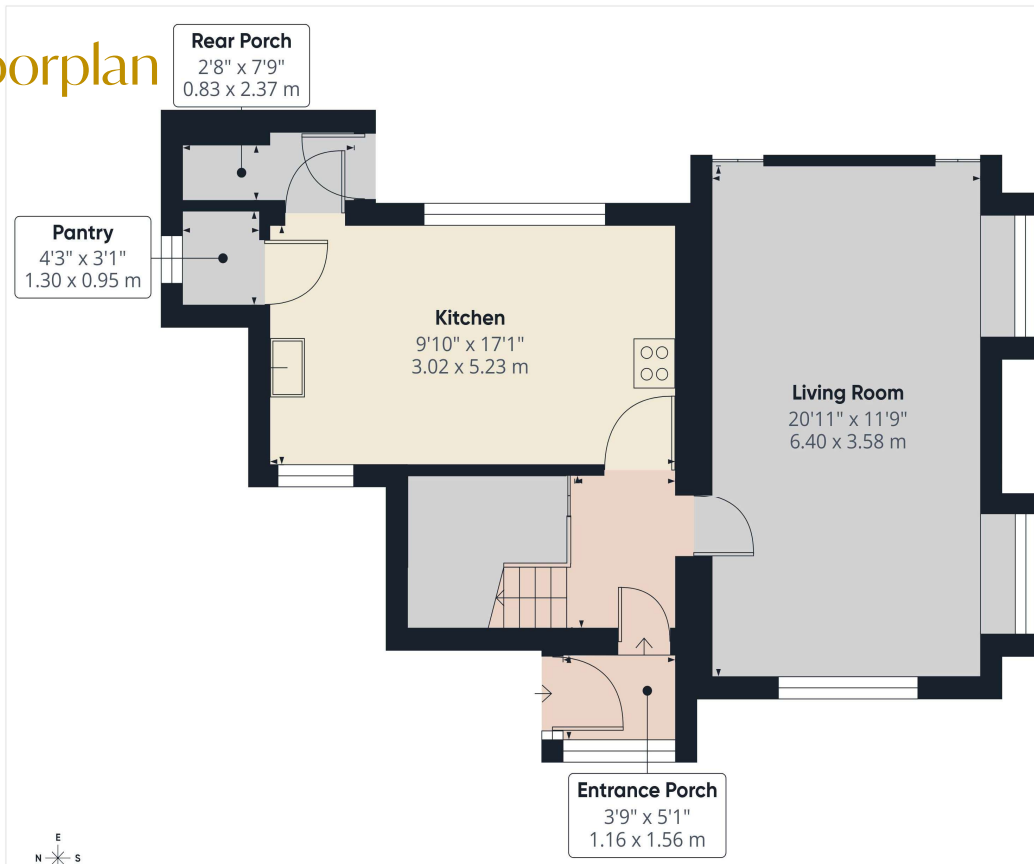 Rear Porch
2'8" x 7'9"
0.83 x 2.37 m
Pantry
4'3" x 3'1"
1.30 x 0.95 m
Kitchen
9'10" x 17'1"
3.02 x 5.23 m
Living Room
20'11" x 11'9"
6.40 x 3.58 m
Entrance Porch
3'9" x 5'1"
1.16 x 1.56 m
E
N S